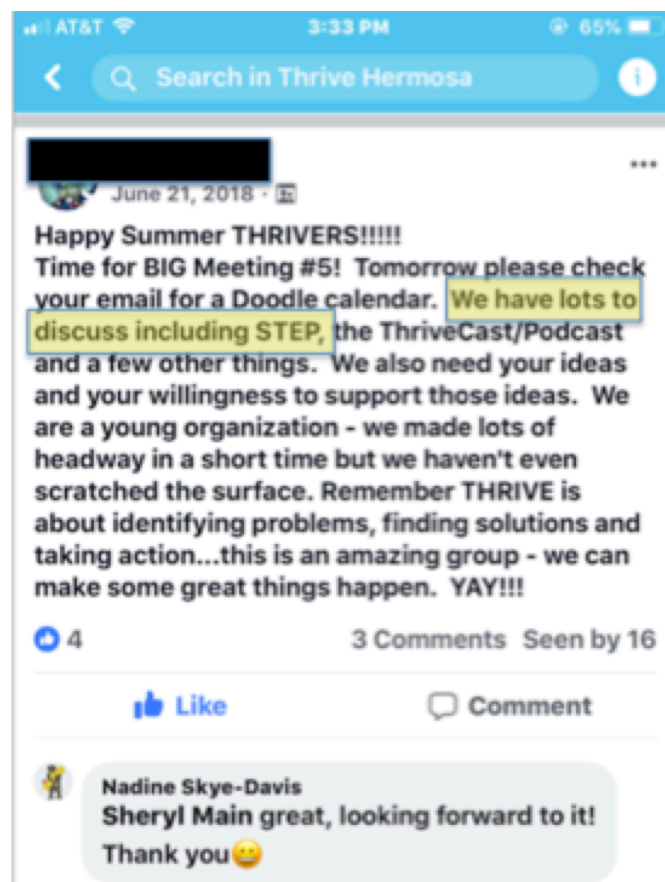 AT&T
3:33 PM
65%
Search in Thrive Hermosa
June 21, 2018 ·
Happy Summer THRIVERS!!!!!
Time for BIG Meeting #5! Tomorrow please check
your email for a Doodle calendar. We have lots to
discuss including STEP, the ThriveCast/Podcast
and a few other things. We also need your ideas
and your willingness to support those ideas. We
are a young organization - we made lots of
headway in a short time but we haven't even
scratched the surface. Remember THRIVE is
about identifying problems, finding solutions and
taking action...this is an amazing group - we can
make some great things happen. YAY!!!
4
3 Comments Seen by 16
Like
Comment
Nadine Skye-Davis
Sheryl Main great, looking forward to it!
Thank you😀